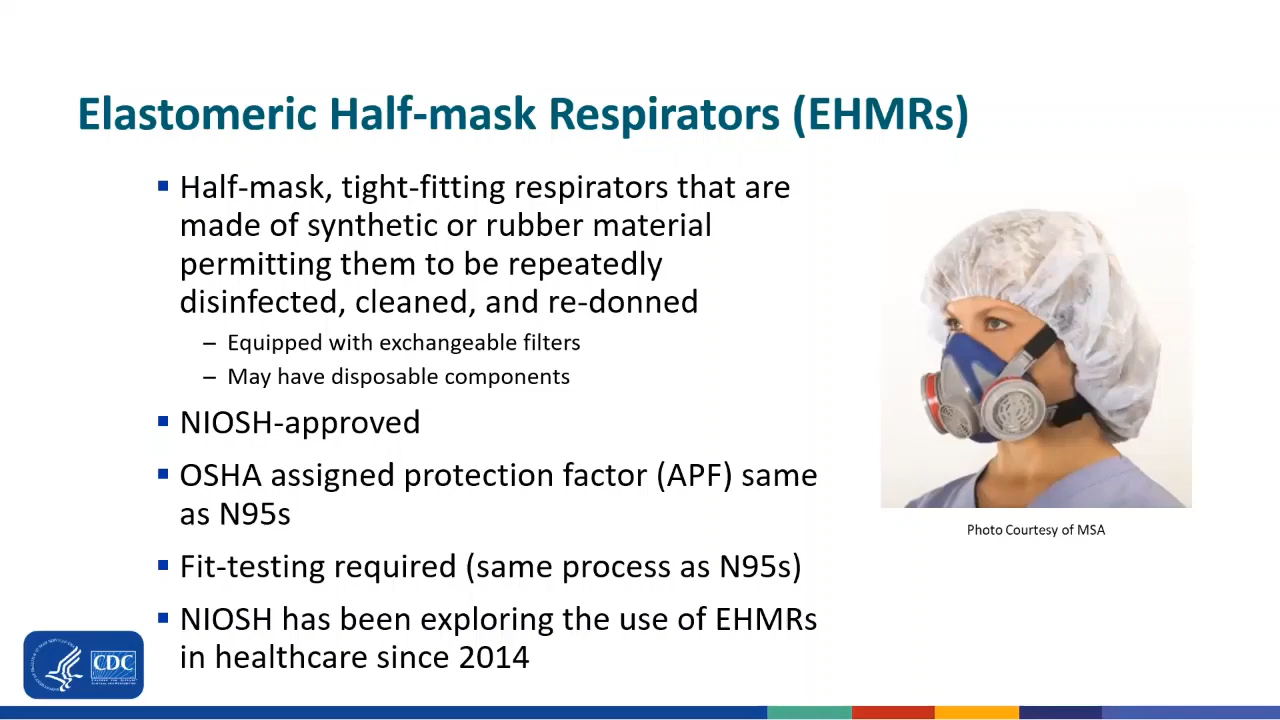 Elastomeric Half-mask Respirators (EHMRs)
▪ Half-mask, tight-fitting respirators that are
made of synthetic or rubber material
permitting them to be repeatedly
disinfected, cleaned, and re-donned
– Equipped with exchangeable filters
– May have disposable components
▪ NIOSH-approved
▪ OSHA assigned protection factor (APF) same
as N95s
▪ Fit-testing required (same process as N95s)
▪ NIOSH has been exploring the use of EHMRs
in healthcare since 2014
Photo Courtesy of MSA
CDC